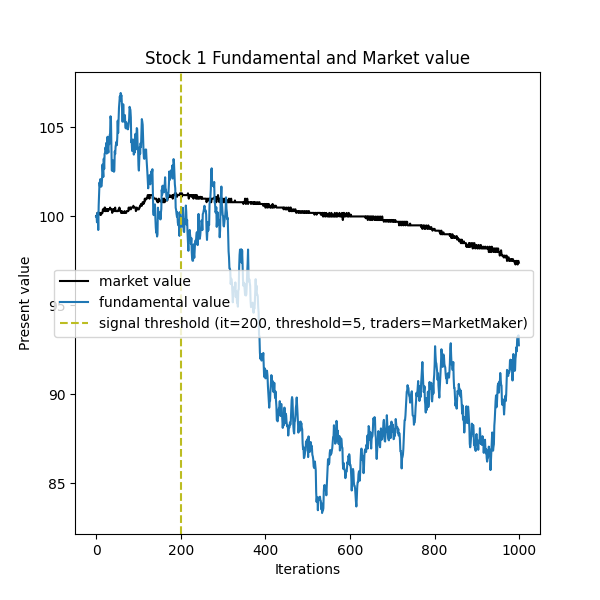 Stock 1 Fundamental and Market value
Present value
105
100
95
90
85
market value
fundamental value
signal threshold (it=200, threshold=5, traders=MarketMaker)
0 200 400 600 800 1000
Iterations